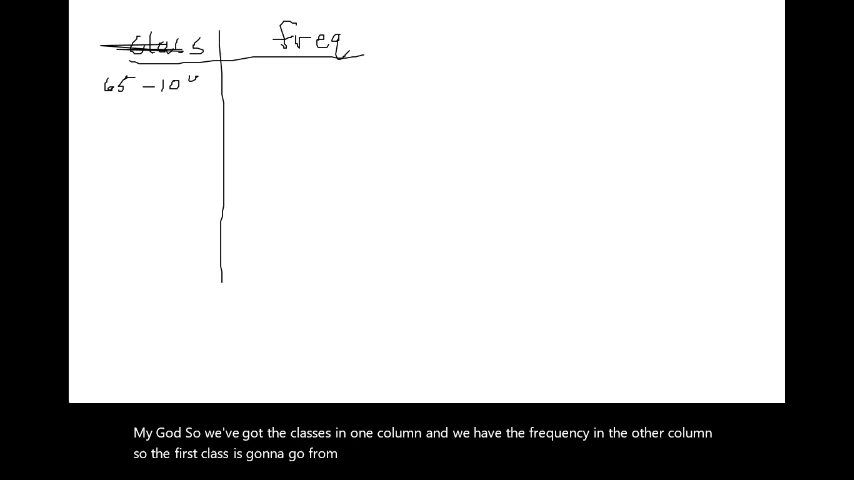 class freq
65-100
My God So we've got the classes in one column and we have the frequency in the other column
so the first class is gonna go from